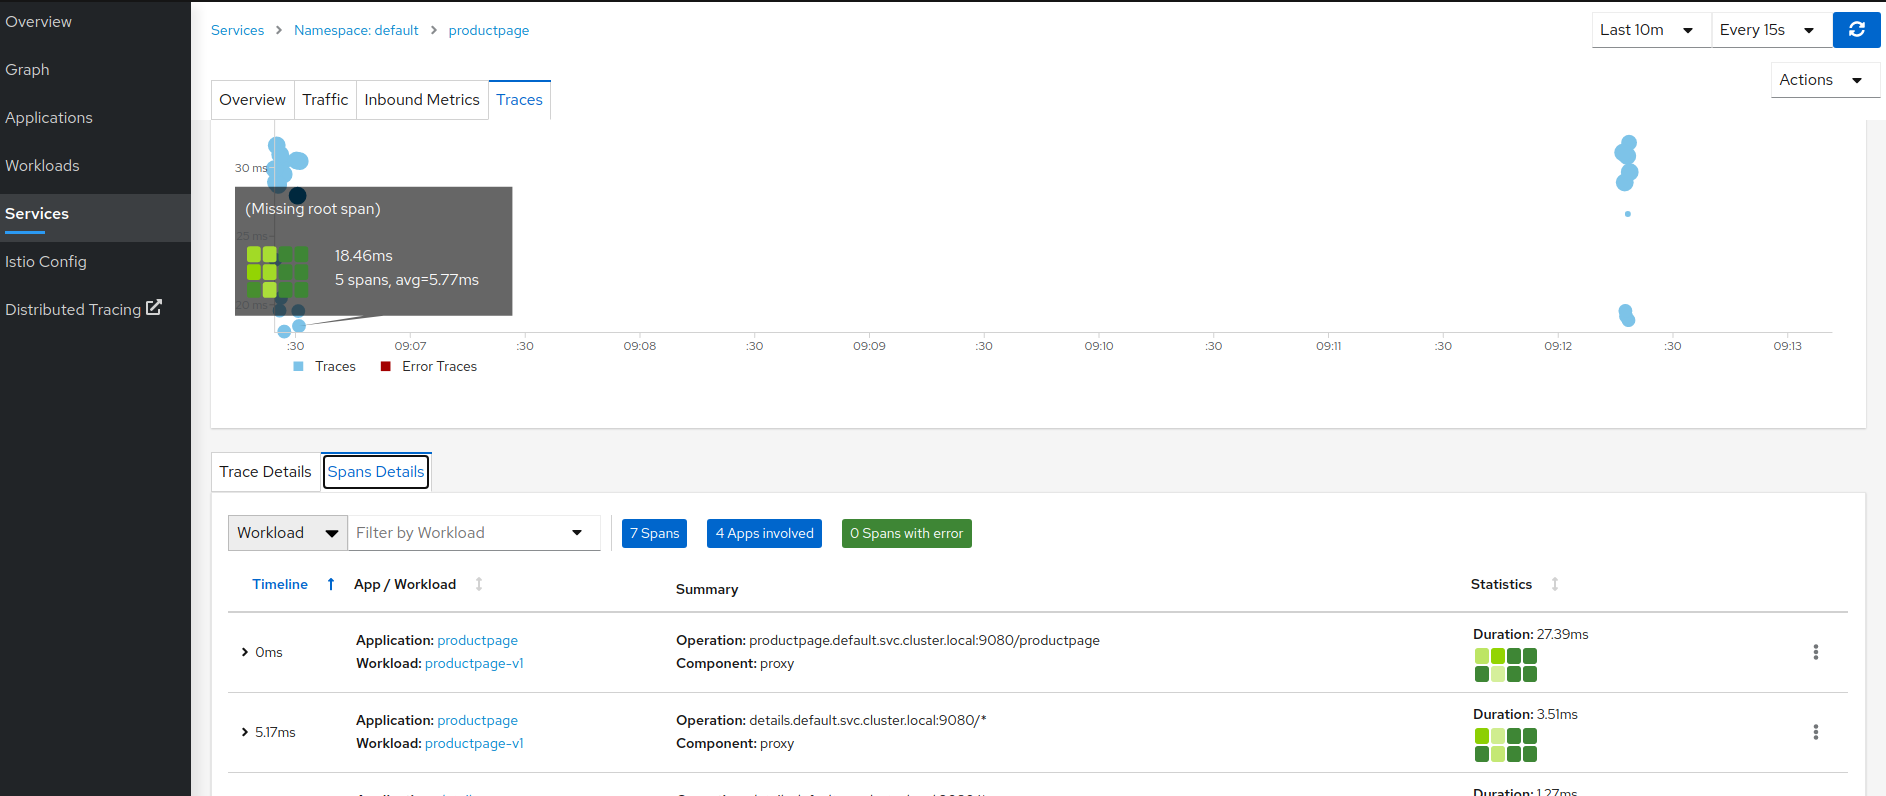 Overview
Graph
Applications
Workloads
Services
Istio Config
Distributed Tracing
Services > Namespace: default > productpage
Last 10m
Every 15s
Actions
Overview
Traffic
Inbound Metrics
Traces
30 ms
(Missing root span)
25 ms
18.46ms
5 spans, avg=5.77ms
20 ms
:30 09:07 :30 09:08 :30 09:09 :30 09:10 :30 09:11 :30 09:12 :30 09:13
Traces Error Traces
Trace Details
Spans Details
Workload
Filter by Workload
7 Spans
4 Apps involved
0 Spans with error
Timeline App / Workload Summary Statistics
0ms
Application: productpage
Workload: productpage-v1
Operation: productpage.default.svc.cluster.local:9080/productpage
Component: proxy
Duration: 27.39ms
5.17ms
Application: productpage
Workload: productpage-v1
Operation: details.default.svc.cluster.local:9080/*
Component: proxy
Duration: 3.51ms
Duration: 1.27ms